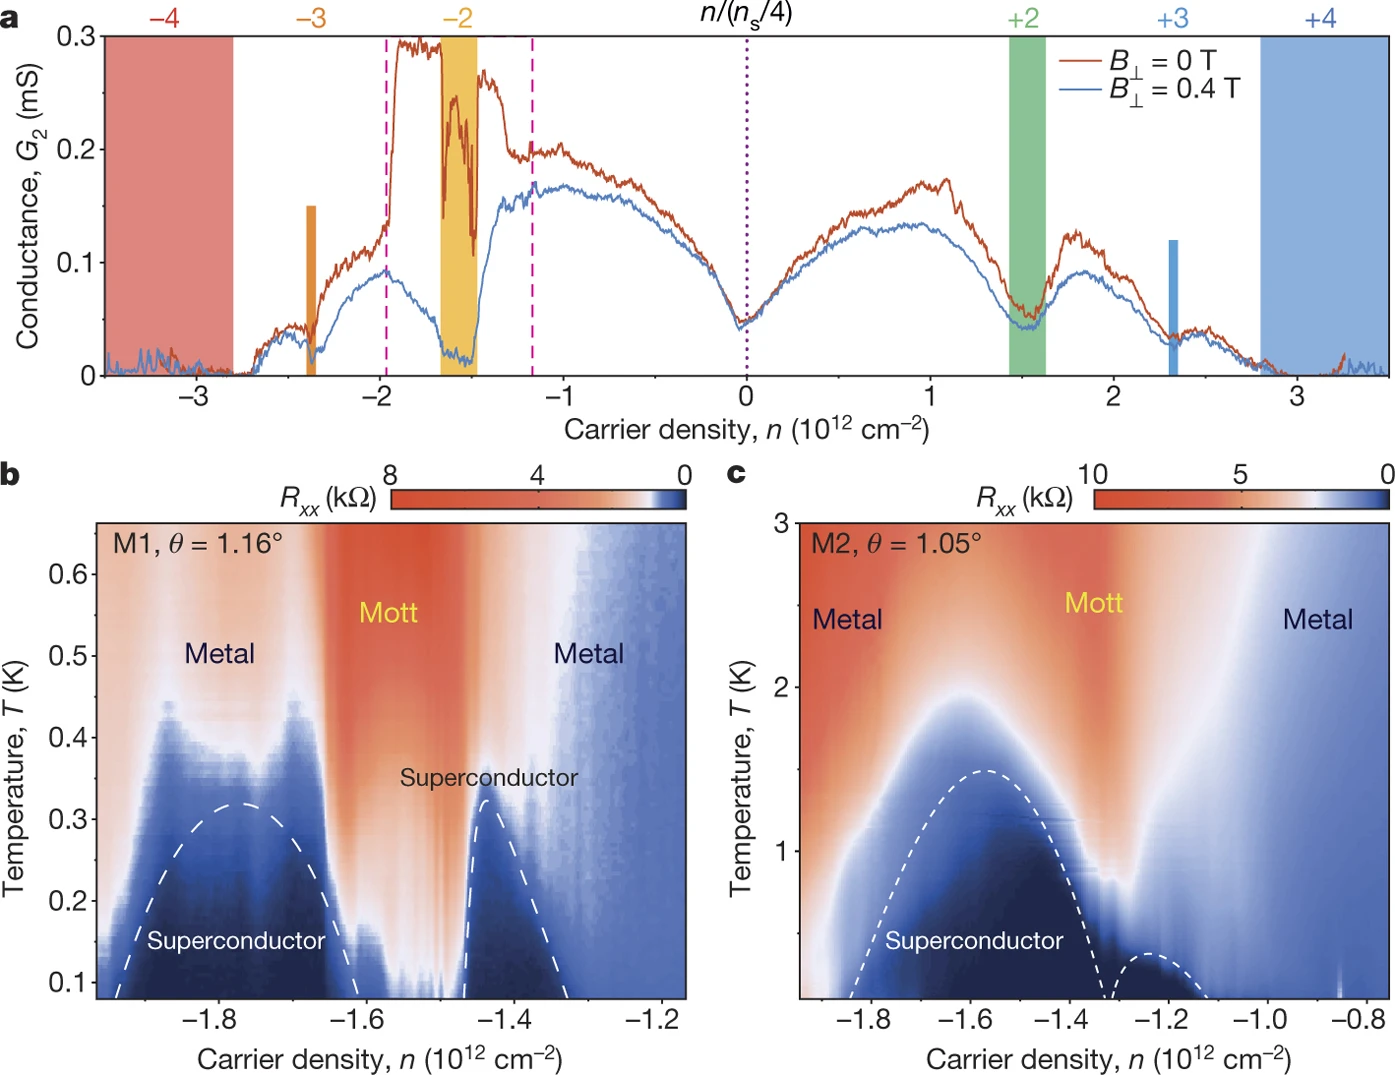 a
−4 −3 −2 n/(ns/4) +2 +3 +4
0.3
0.2
0.1
0
Conductance, G2 (mS)
B⊥ = 0 T
B⊥ = 0.4 T
−3 −2 −1 0 1 2 3
Carrier density, n (10¹² cm⁻²)
b
8 4 0
Rxx (kΩ)
M1, θ = 1.16°
Mott
Metal
Metal
Superconductor
Superconductor
0.6
0.5
0.4
0.3
0.2
0.1
Temperature, T (K)
−1.8 −1.6 −1.4 −1.2
Carrier density, n (10¹² cm⁻²)
c
10 5 0
Rxx (kΩ)
M2, θ = 1.05°
Mott
Metal
Metal
Superconductor
3
2
1
Temperature, T (K)
−1.8 −1.6 −1.4 −1.2 −1.0 −0.8
Carrier density, n (10¹² cm⁻²)